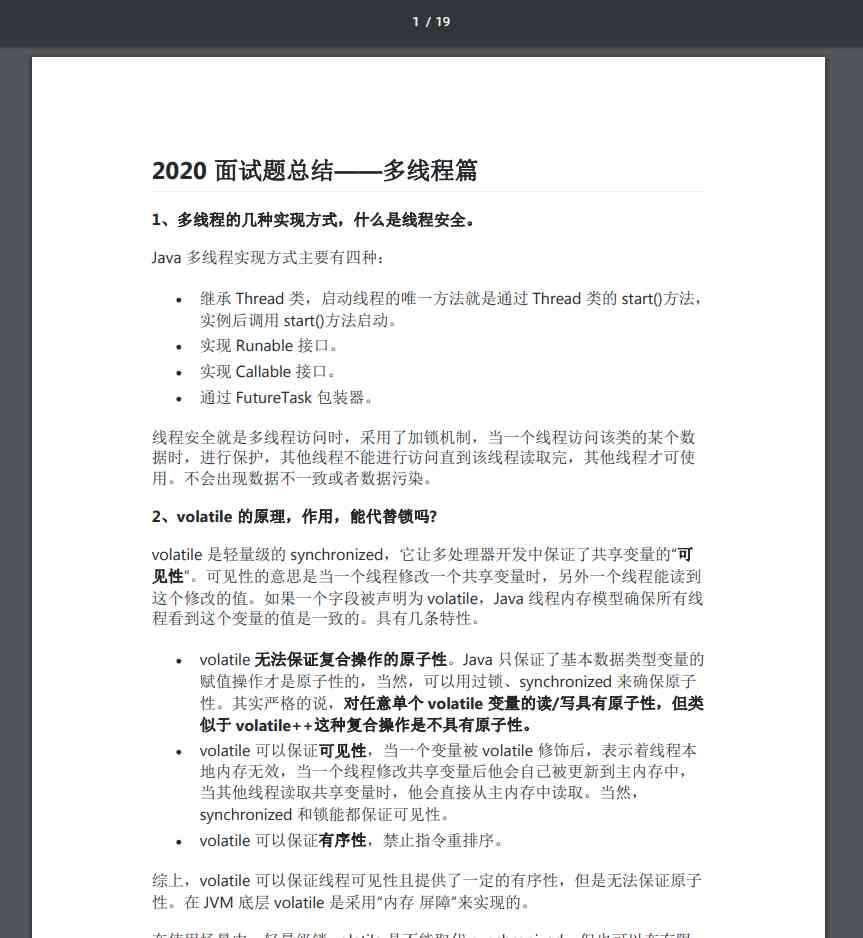 1 / 19
2020 面试题总结——多线程篇
1、多线程的几种实现方式，什么是线程安全。
Java 多线程实现方式主要有四种：
• 继承 Thread 类，启动线程的唯一方法就是通过 Thread 类的 start()方法，
实例后调用 start()方法启动。
• 实现 Runable 接口。
• 实现 Callable 接口。
• 通过 FutureTask 包装器。
线程安全就是多线程访问时，采用了加锁机制，当一个线程访问该类的某个数
据时，进行保护，其他线程不能进行访问直到该线程读取完，其他线程才可使
用。不会出现数据不一致或者数据污染。
2、volatile 的原理，作用，能代替锁吗?
volatile 是轻量级的 synchronized，它让多处理器开发中保证了共享变量的“可
见性”。可见性的意思是当一个线程修改一个共享变量时，另外一个线程能读到
这个修改的值。如果一个字段被声明为 volatile，Java 线程内存模型确保所有线
程看到这个变量的值是一致的。具有几条特性。
• volatile 无法保证复合操作的原子性。Java 只保证了基本数据类型变量的
赋值操作才是原子性的，当然，可以用过锁、synchronized 来确保原子
性。其实严格的说，对任意单个 volatile 变量的读/写具有原子性，但类
似于 volatile++这种复合操作是不具有原子性。
• volatile 可以保证可见性，当一个变量被 volatile 修饰后，表示着线程本
地内存无效，当一个线程修改共享变量后他会自己被更新到主内存中，
当其他线程读取共享变量时，他会直接从主内存中读取。当然，
synchronized 和锁能都保证可见性。
• volatile 可以保证有序性，禁止指令重排序。
综上，volatile 可以保证线程可见性且提供了一定的有序性，但是无法保证原子
性。在 JVM 底层 volatile 是采用“内存 屏障”来实现的。